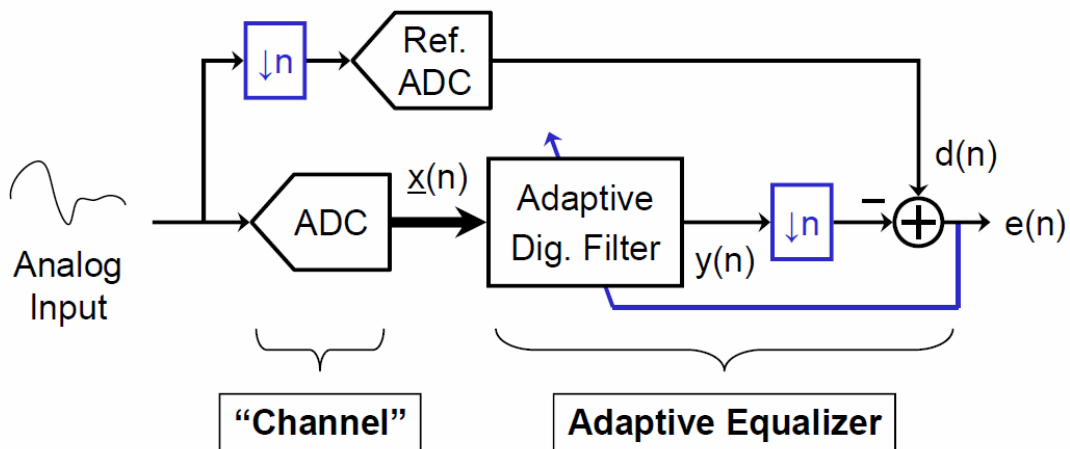 ↓n
Ref.
ADC
Analog
Input
ADC
x(n)
Adaptive
Dig. Filter
y(n)
↓n
d(n)
−
+
e(n)
“Channel”
Adaptive Equalizer